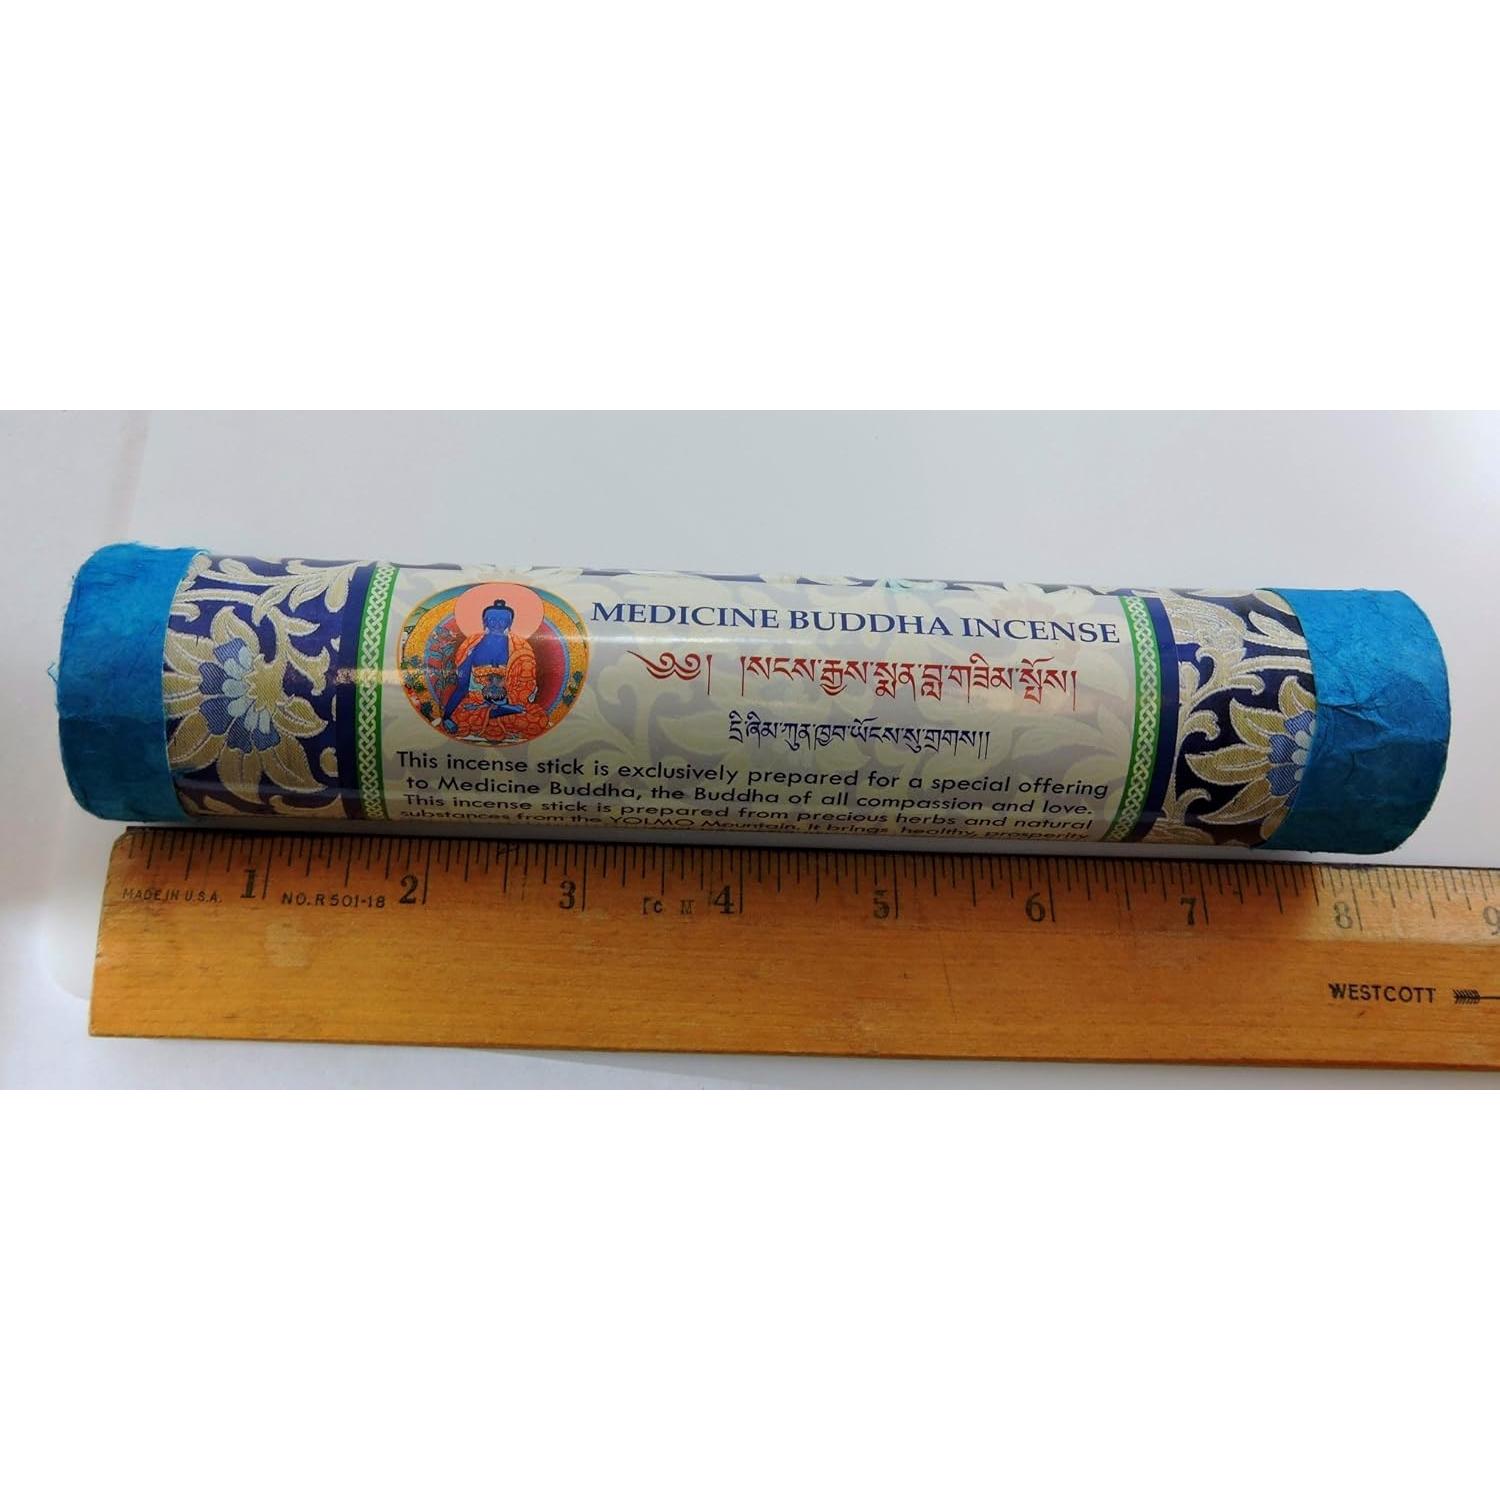 MEDICINE BUDDHA INCENSE
༄༅། །སངས་རྒྱས་སྨན་བླ་གཟིམ་སྤོས།
དྲི་ཞིམ་ཀུན་ཁྱབ་ཡོངས་སུ་གྲགས།།
This incense stick is exclusively prepared for a special offering
to Medicine Buddha, the Buddha of all compassion and love.
This incense stick is prepared from precious herbs and natural
substances from the YOLMO Mountain. It brings healthy, prosperity
1 2 3 4 5 6 7 8 9
MADE IN U.S.A. NO. R 501-18
WESTCOTT